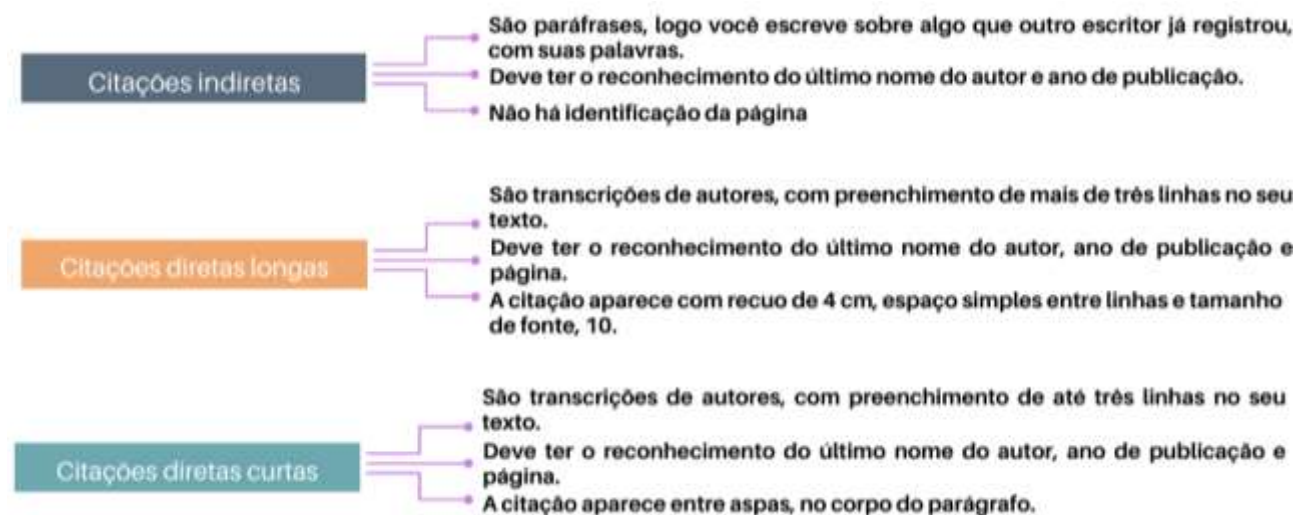 Citações indiretas
São paráfrases, logo você escreve sobre algo que outro escritor já registrou,
com suas palavras.
Deve ter o reconhecimento do último nome do autor e ano de publicação.
Não há identificação da página
Citações diretas longas
São transcrições de autores, com preenchimento de mais de três linhas no seu
texto.
Deve ter o reconhecimento do último nome do autor, ano de publicação e
página.
A citação aparece com recuo de 4 cm, espaço simples entre linhas e tamanho
de fonte, 10.
Citações diretas curtas
São transcrições de autores, com preenchimento de até três linhas no seu
texto.
Deve ter o reconhecimento do último nome do autor, ano de publicação e
página.
A citação aparece entre aspas, no corpo do parágrafo.